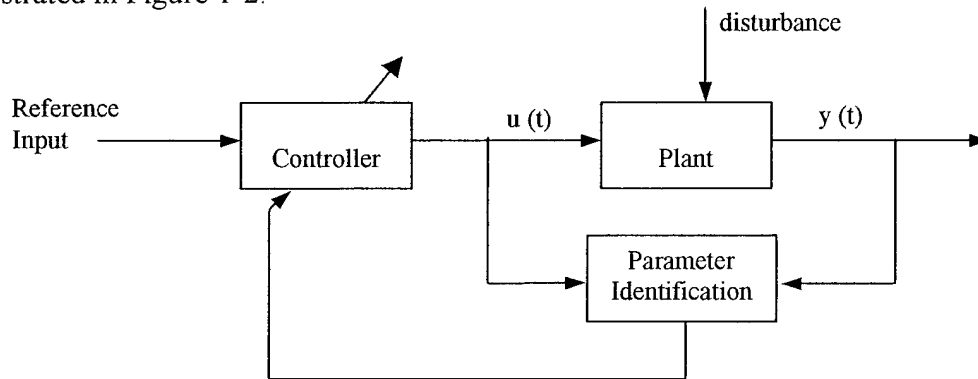 strated in Figure 1-2.
disturbance
Reference
Input
u (t)
y (t)
Controller
Plant
Parameter
Identification